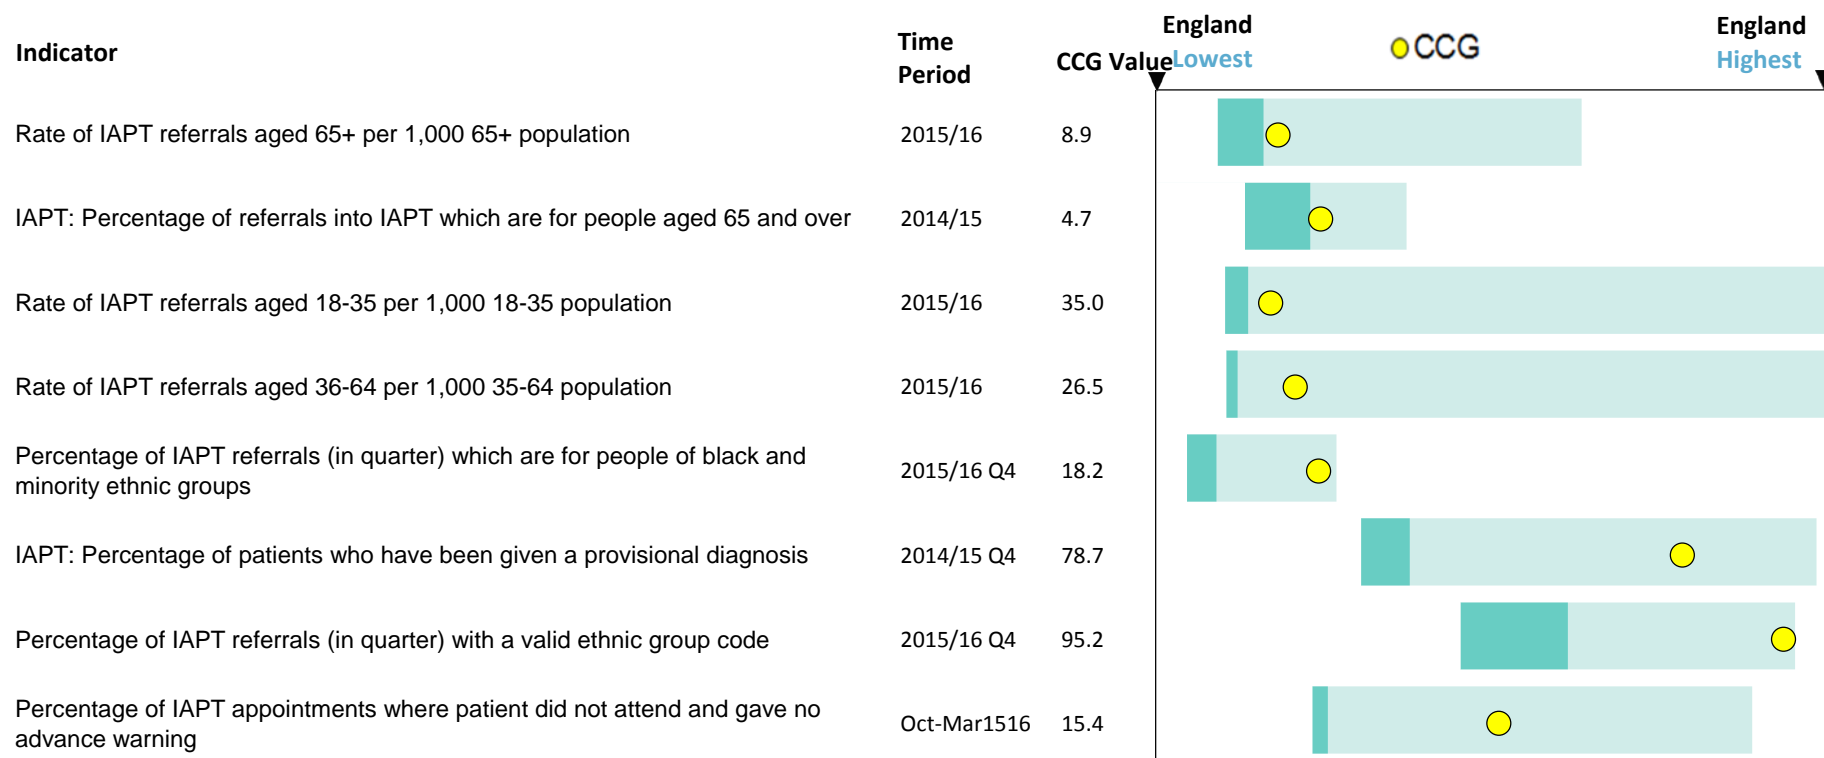 Indicator
Time
Period
CCG Value
England
Lowest
CCG
England
Highest
Rate of IAPT referrals aged 65+ per 1,000 65+ population 2015/16 8.9
IAPT: Percentage of referrals into IAPT which are for people aged 65 and over 2014/15 4.7
Rate of IAPT referrals aged 18-35 per 1,000 18-35 population 2015/16 35.0
Rate of IAPT referrals aged 36-64 per 1,000 35-64 population 2015/16 26.5
Percentage of IAPT referrals (in quarter) which are for people of black and
minority ethnic groups
2015/16 Q4 18.2
IAPT: Percentage of patients who have been given a provisional diagnosis 2014/15 Q4 78.7
Percentage of IAPT referrals (in quarter) with a valid ethnic group code 2015/16 Q4 95.2
Percentage of IAPT appointments where patient did not attend and gave no
advance warning
Oct-Mar1516 15.4